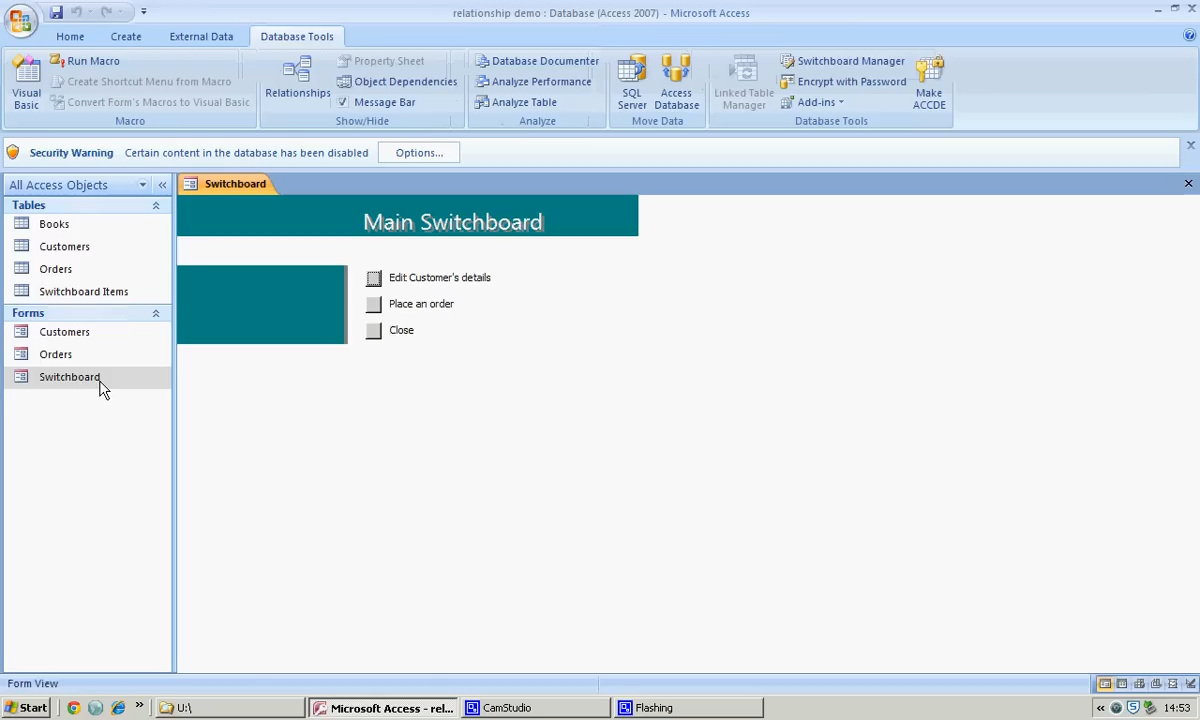 relationship demo : Database (Access 2007) - Microsoft Access
Home Create External Data Database Tools
Visual Basic
Run Macro
Create Shortcut Menu from Macro
Convert Form's Macros to Visual Basic
Macro
Relationships
Property Sheet
Object Dependencies
Message Bar
Show/Hide
Database Documenter
Analyze Performance
Analyze Table
Analyze
SQL Server
Access Database
Move Data
Linked Table Manager
Switchboard Manager
Encrypt with Password
Add-ins
Make ACCDE
Database Tools
Security Warning Certain content in the database has been disabled Options...
All Access Objects
Tables
Books
Customers
Orders
Switchboard Items
Forms
Customers
Orders
Switchboard
Switchboard
Main Switchboard
Edit Customer's details
Place an order
Close
Form View
Start U:\ Microsoft Access - rel... CamStudio Flashing 14:53